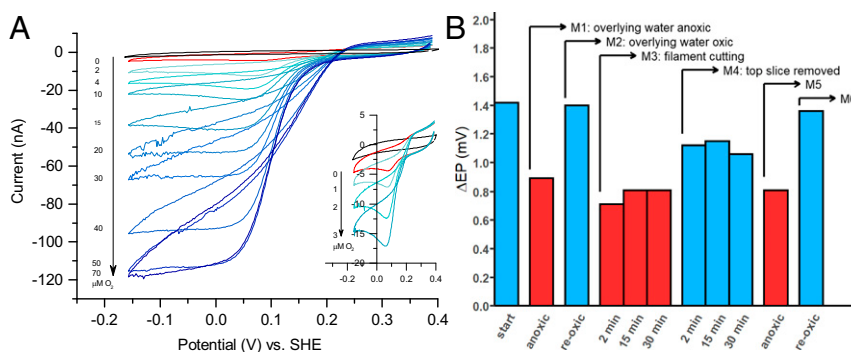 A
0
-20
-40
-60
-80
-100
-120
Current (nA)
-0.2
-0.1
0.0
0.1
0.2
0.3
0.4
Potential (V) vs. SHE
0
2
4
10
15
20
30
40
50
70
μM O2
5
0
-5
-10
-15
-20
0
1
2
3
μM O2
-0.2
0.0
0.2
0.4
B
2.0
1.8
1.6
1.4
1.2
1.0
0.8
0.6
0.4
0.2
0.0
ΔEP (mV)
M1: overlying water anoxic
M2: overlying water oxic
M3: filament cutting
M4: top slice removed
M5
start
anoxic
re-oxic
2 min
15 min
30 min
2 min
15 min
30 min
anoxic
re-oxic